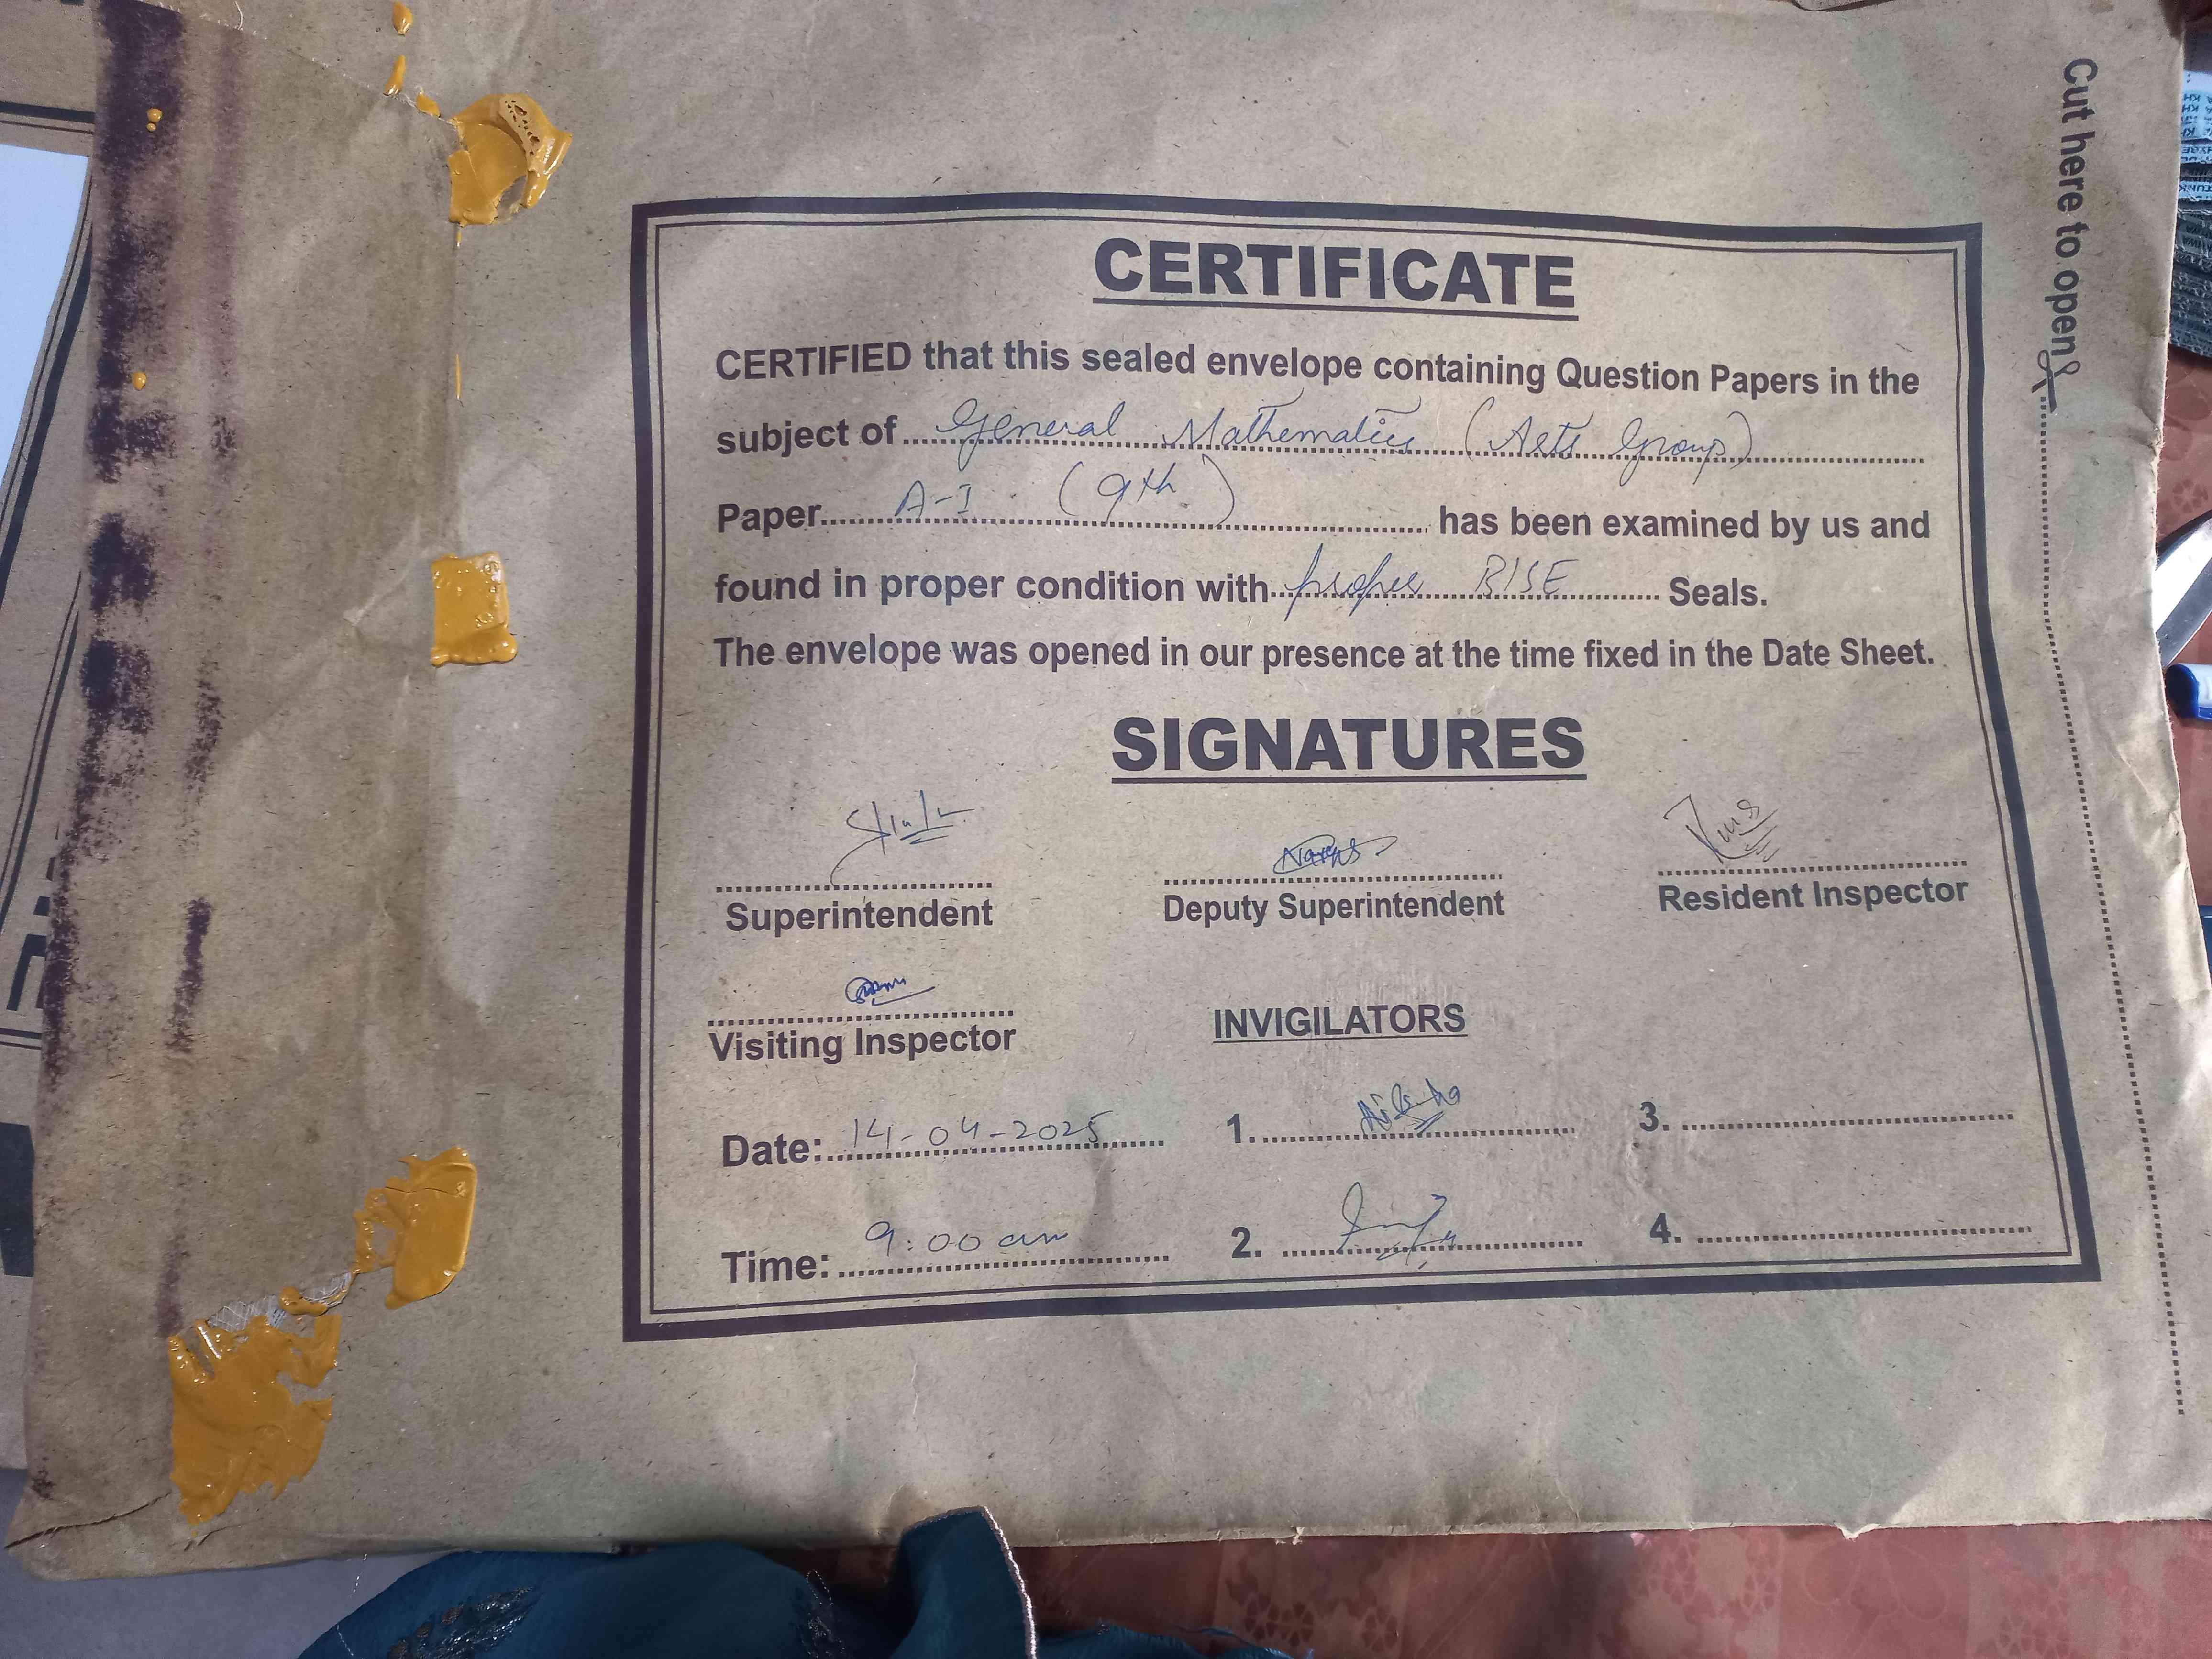 Cut here to open
CERTIFICATE
CERTIFIED that this sealed envelope containing Question Papers in the
subject of General Mathematics (Arts Group)
Paper A-I (9th) has been examined by us and
found in proper condition with proper BISE Seals.
The envelope was opened in our presence at the time fixed in the Date Sheet.
SIGNATURES
Superintendent Deputy Superintendent Resident Inspector
Visiting Inspector INVIGILATORS
Date: 14-04-2025 1. 3.
Time: 9:00 am 2. 4.